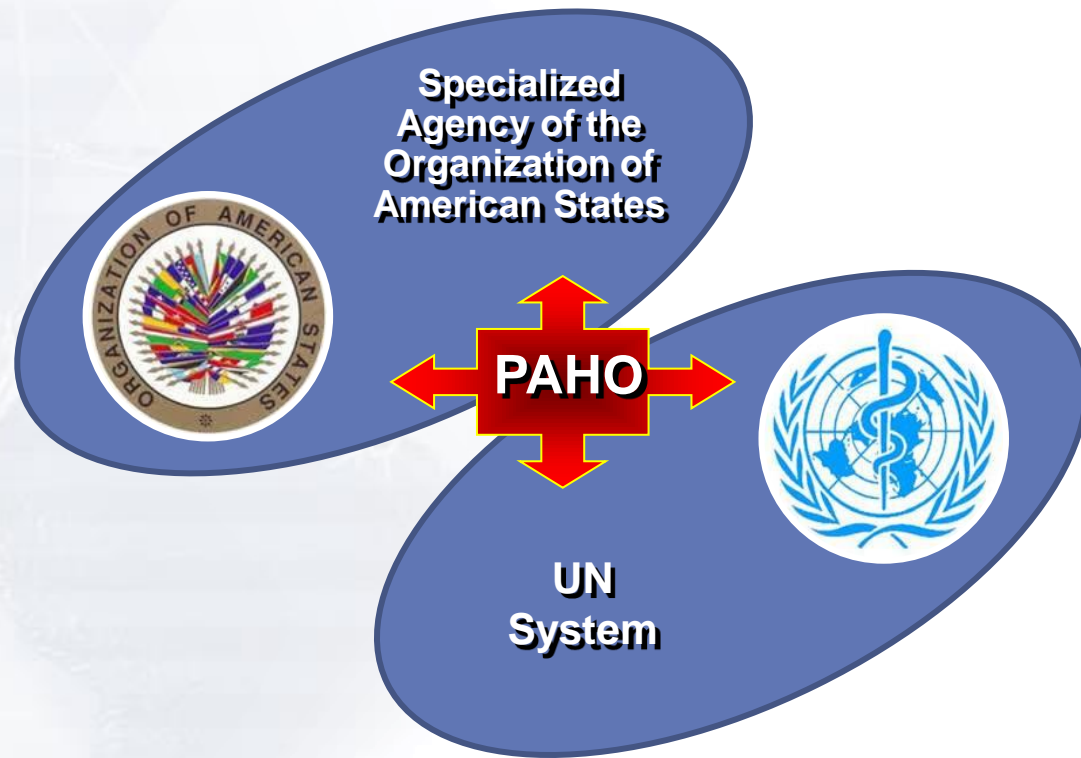 Specialized
Agency of the
Organization of
American States
ORGANIZATION OF AMERICAN STATES
PAHO
UN
System